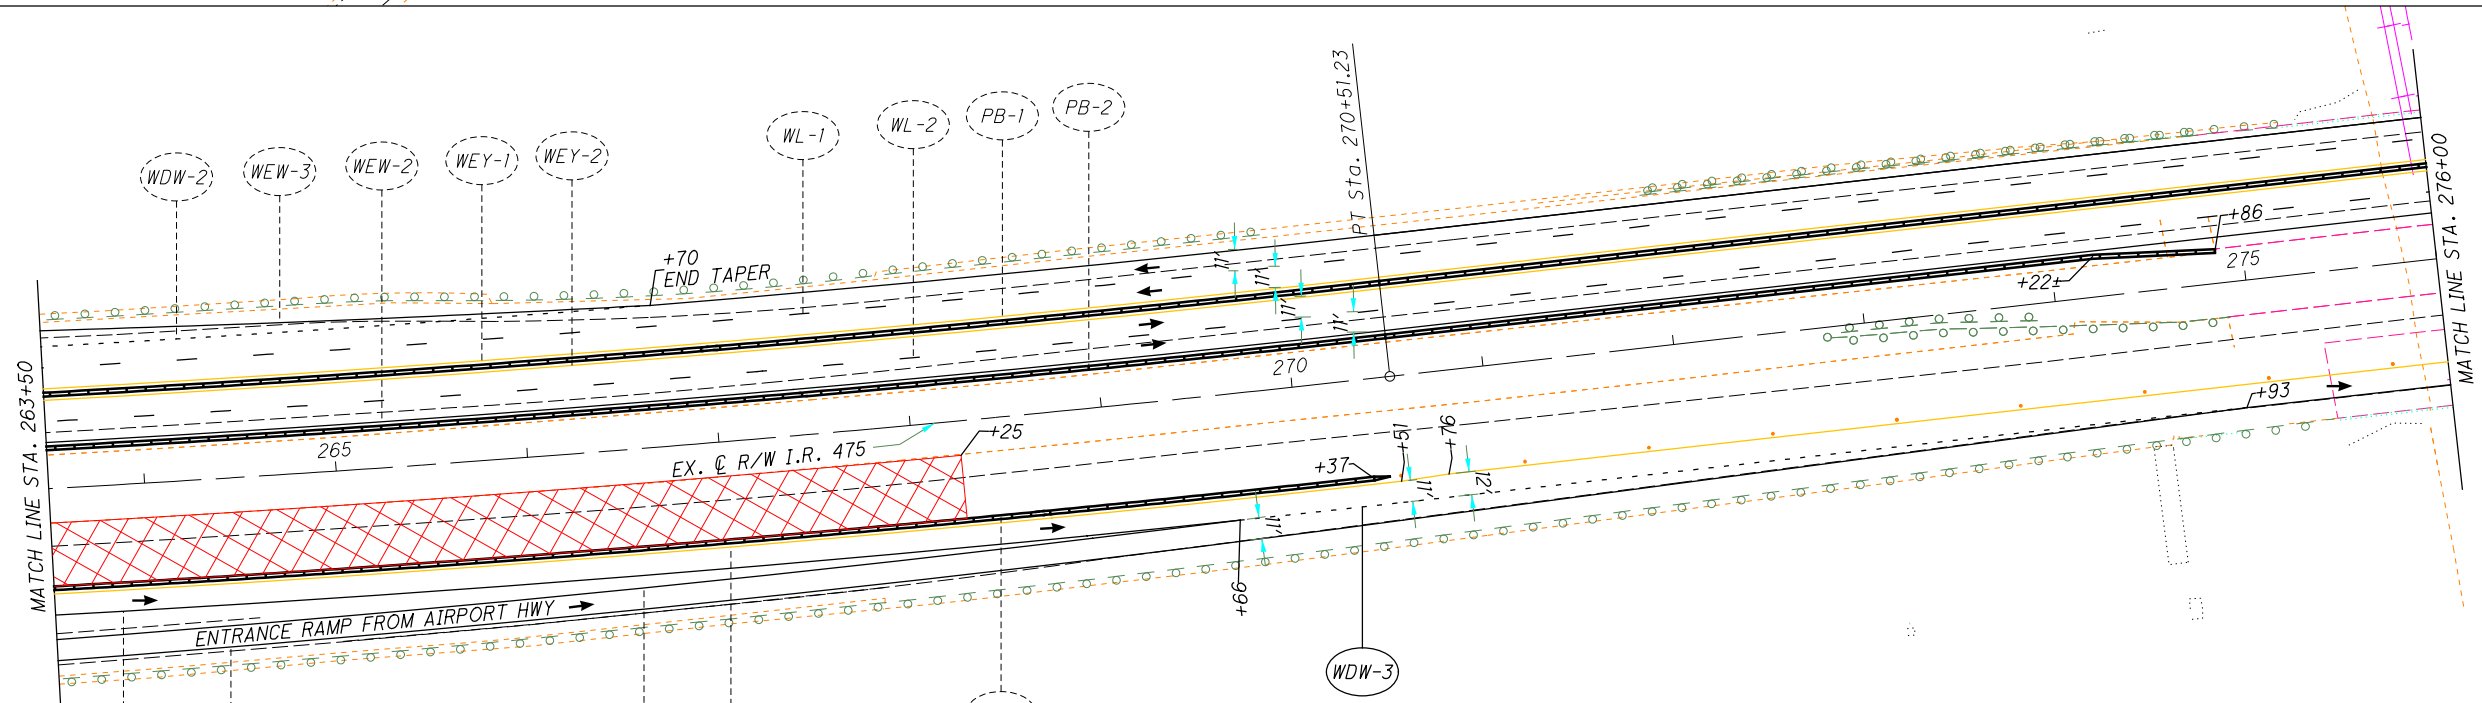 PT Sta. 270+51.23
WDW-2
WEW-3
WEW-2
WEY-1
WEY-2
WL-1
WL-2
PB-1
PB-2
+70
END TAPER
11'
11'
11'
11'
+86
+22±
275
270
265
EX. ℄ R/W I.R. 475
+25
+37
+51
+76
+93
11'
12'
11'
+66
ENTRANCE RAMP FROM AIRPORT HWY
WDW-3
MATCH LINE STA. 263+50
MATCH LINE STA. 276+00